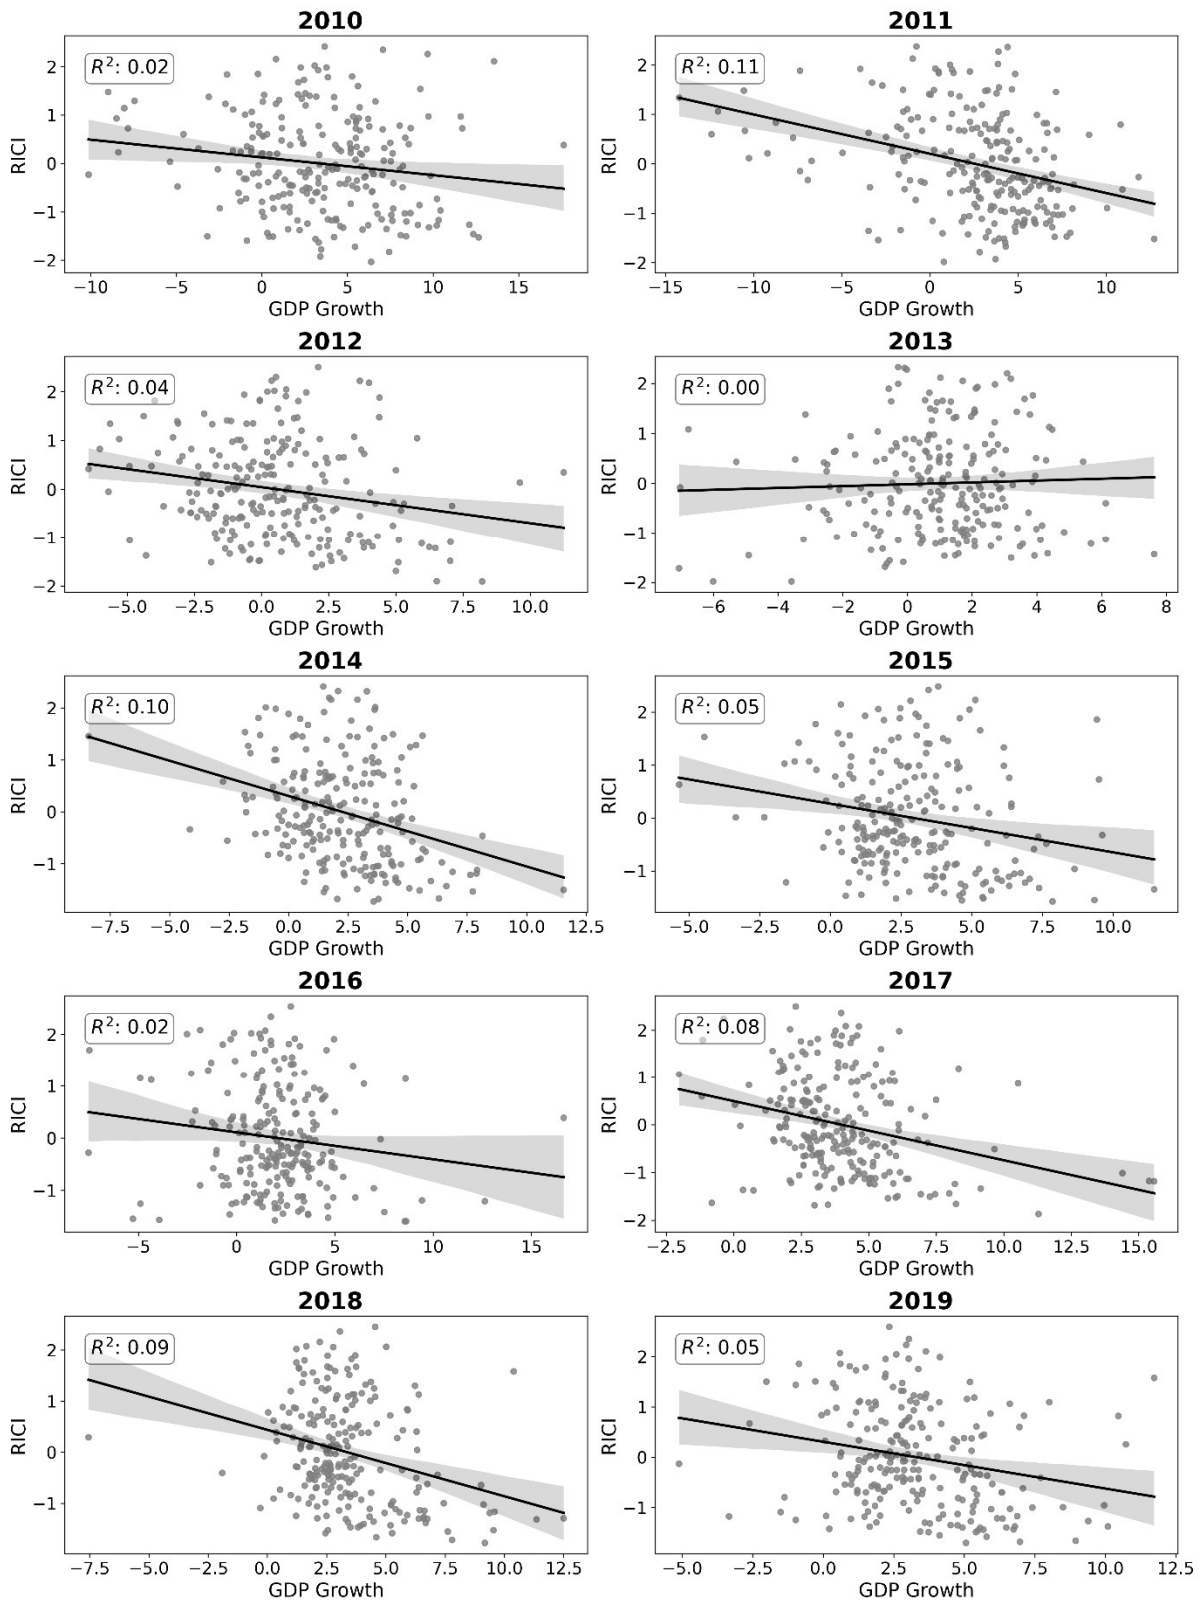 2010
R²: 0.02
RICI
2
1
0
−1
−2
−10 −5 0 5 10 15
GDP Growth
2011
R²: 0.11
RICI
2
1
0
−1
−2
−15 −10 −5 0 5 10
GDP Growth
2012
R²: 0.04
RICI
2
1
0
−1
−2
−5.0 −2.5 0.0 2.5 5.0 7.5 10.0
GDP Growth
2013
R²: 0.00
RICI
2
1
0
−1
−2
−6 −4 −2 0 2 4 6 8
GDP Growth
2014
R²: 0.10
RICI
2
1
0
−1
−7.5 −5.0 −2.5 0.0 2.5 5.0 7.5 10.0 12.5
GDP Growth
2015
R²: 0.05
RICI
2
1
0
−1
−5.0 −2.5 0.0 2.5 5.0 7.5 10.0
GDP Growth
2016
R²: 0.02
RICI
2
1
0
−1
−5 0 5 10 15
GDP Growth
2017
R²: 0.08
RICI
2
1
0
−1
−2
−2.5 0.0 2.5 5.0 7.5 10.0 12.5 15.0
GDP Growth
2018
R²: 0.09
RICI
2
1
0
−1
−7.5 −5.0 −2.5 0.0 2.5 5.0 7.5 10.0 12.5
GDP Growth
2019
R²: 0.05
RICI
2
1
0
−1
−5.0 −2.5 0.0 2.5 5.0 7.5 10.0 12.5
GDP Growth